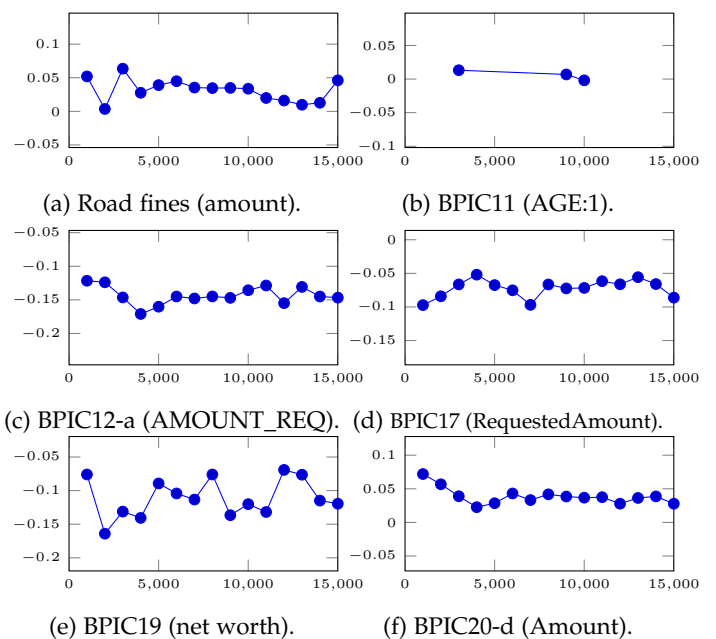 0.1
0.05
0
−0.05
0 5,000 10,000 15,000
0.05
0
−0.05
−0.1
0 5,000 10,000 15,000
(a) Road fines (amount).
(b) BPIC11 (AGE:1).
−0.05
−0.1
−0.15
−0.2
0 5,000 10,000 15,000
0
−0.05
−0.1
−0.15
0 5,000 10,000 15,000
(c) BPIC12-a (AMOUNT_REQ).
(d) BPIC17 (RequestedAmount).
−0.05
−0.1
−0.15
−0.2
0 5,000 10,000 15,000
0.1
0.05
0
−0.05
0 5,000 10,000 15,000
(e) BPIC19 (net worth).
(f) BPIC20-d (Amount).